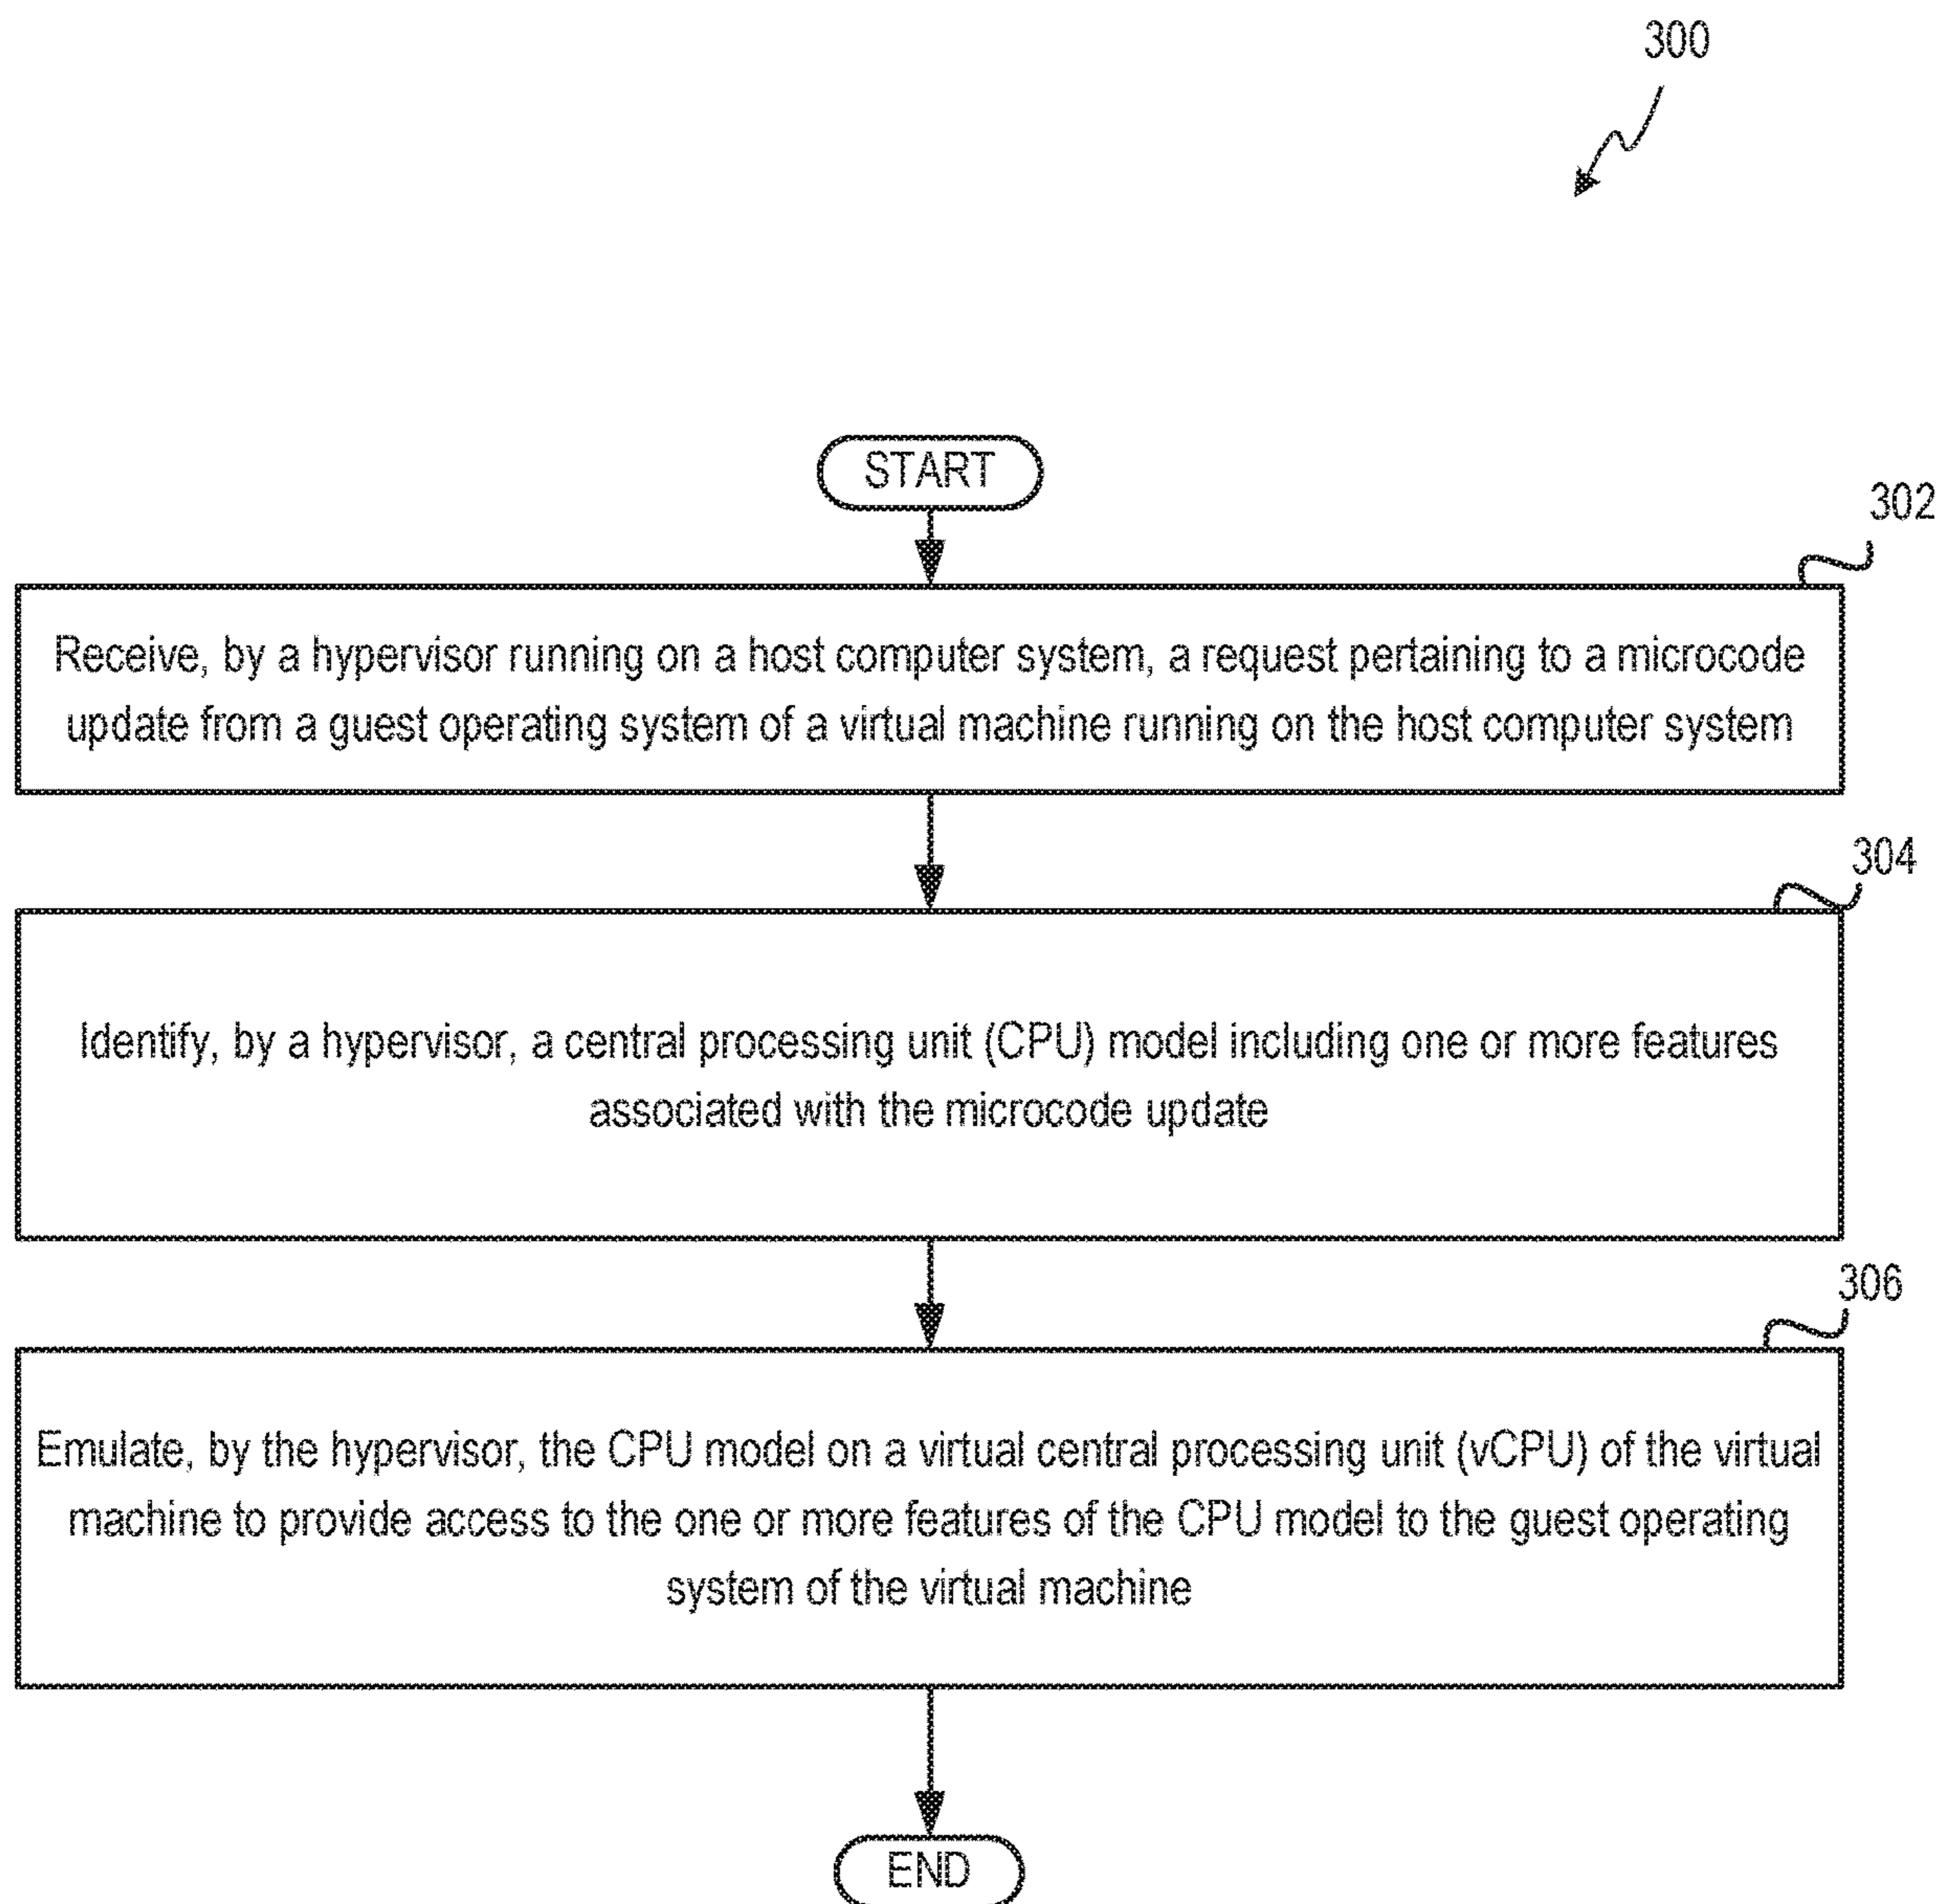 300
START
302
Receive, by a hypervisor running on a host computer system, a request pertaining to a microcode
update from a guest operating system of a virtual machine running on the host computer system
304
Identify, by a hypervisor, a central processing unit (CPU) model including one or more features
associated with the microcode update
306
Emulate, by the hypervisor, the CPU model on a virtual central processing unit (vCPU) of the virtual
machine to provide access to the one or more features of the CPU model to the guest operating
system of the virtual machine
END